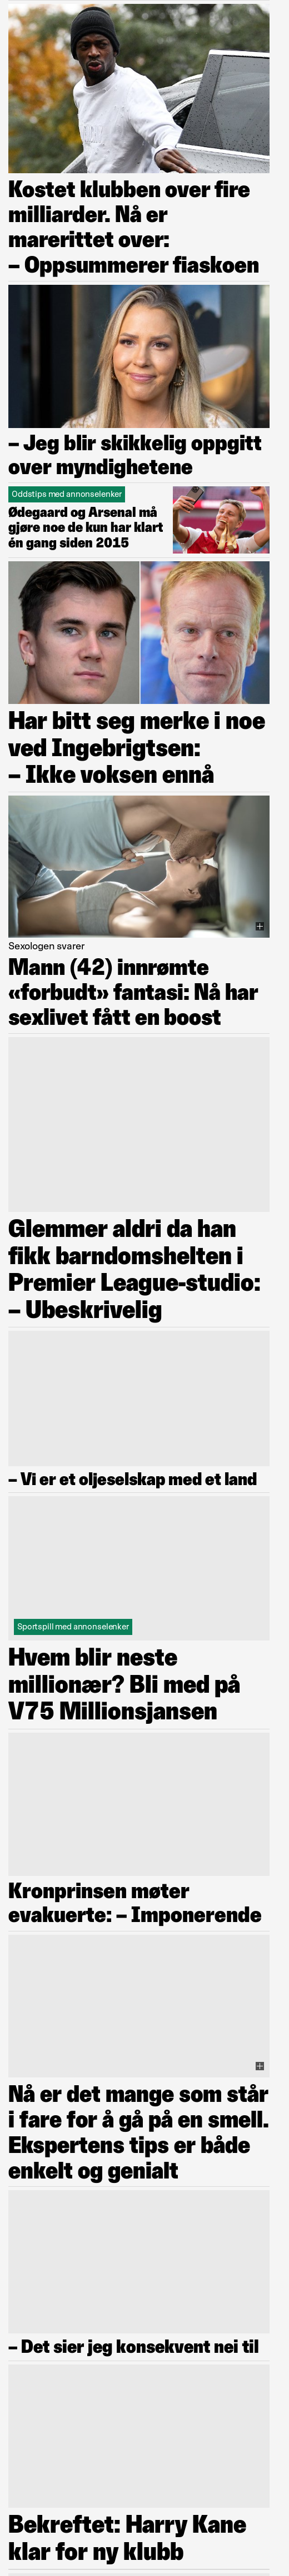 Kostet klubben over fire
milliarder. Nå er
marerittet over:
– Oppsummerer fiaskoen
– Jeg blir skikkelig oppgitt
over myndighetene
Oddstips med annonselenker
Ødegaard og Arsenal må
gjøre noe de kun har klart
én gang siden 2015
Har bitt seg merke i noe
ved Ingebrigtsen:
– Ikke voksen ennå
Sexologen svarer
Mann (42) innrømte
«forbudt» fantasi: Nå har
sexlivet fått en boost
Glemmer aldri da han
fikk barndomshelten i
Premier League-studio:
– Ubeskrivelig
– Vi er et oljeselskap med et land
Sportspill med annonselenker
Hvem blir neste
millionær? Bli med på
V75 Millionsjansen
Kronprinsen møter
evakuerte: – Imponerende
Nå er det mange som står
i fare for å gå på en smell.
Ekspertens tips er både
enkelt og genialt
– Det sier jeg konsekvent nei til
Bekreftet: Harry Kane
klar for ny klubb